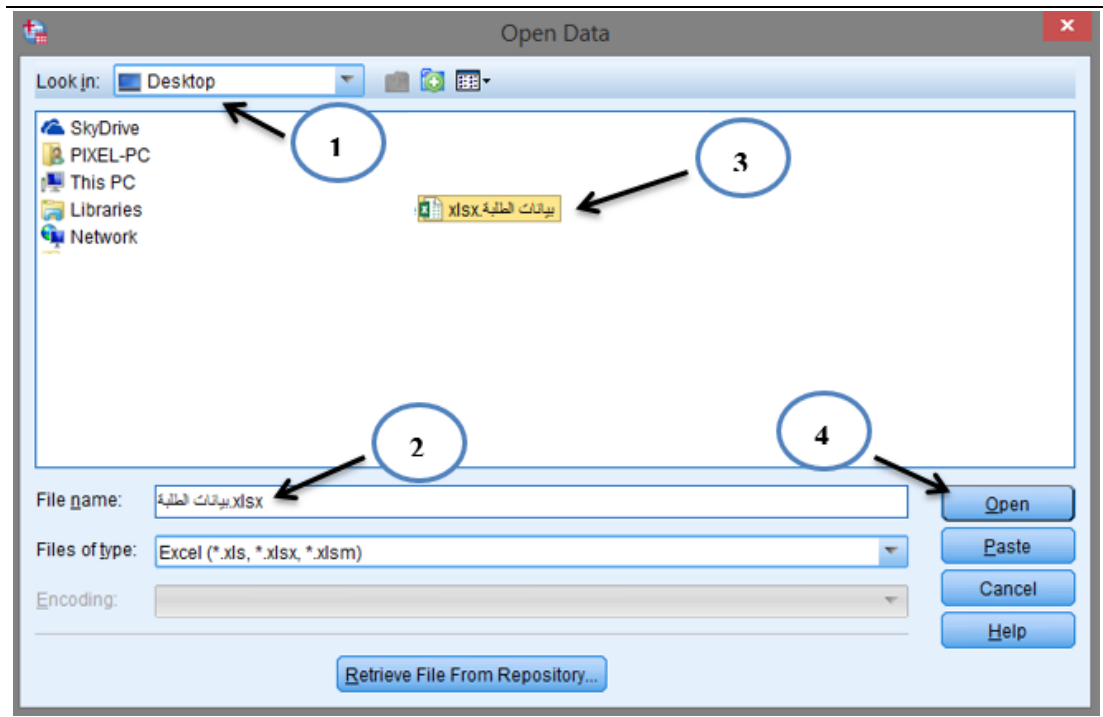 Open Data
Look in: Desktop
1
SkyDrive
PIXEL-PC
This PC
Libraries
Network
3
بيانات الطلبة.xlsx
2
4
File name: بيانات الطلبة.xlsx
Open
Files of type: Excel (*.xls, *.xlsx, *.xlsm)
Paste
Encoding:
Cancel
Help
Retrieve File From Repository...